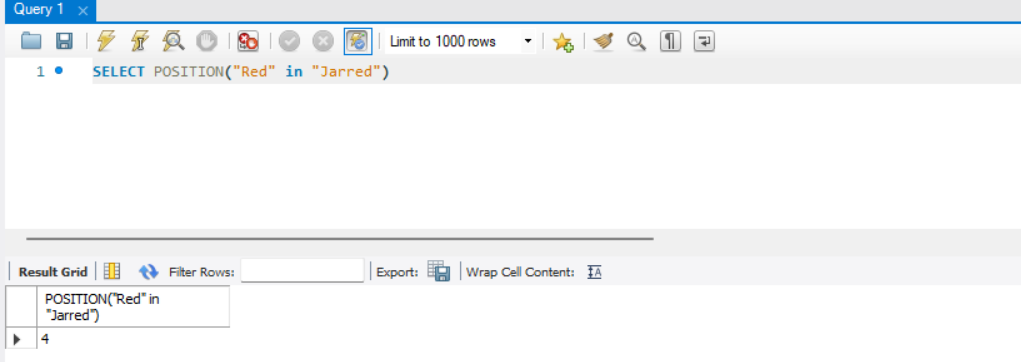 Query 1
Limit to 1000 rows
1 SELECT POSITION("Red" in "Jarred")
Result Grid Filter Rows: Export: Wrap Cell Content:
POSITION("Red" in
"Jarred")
4